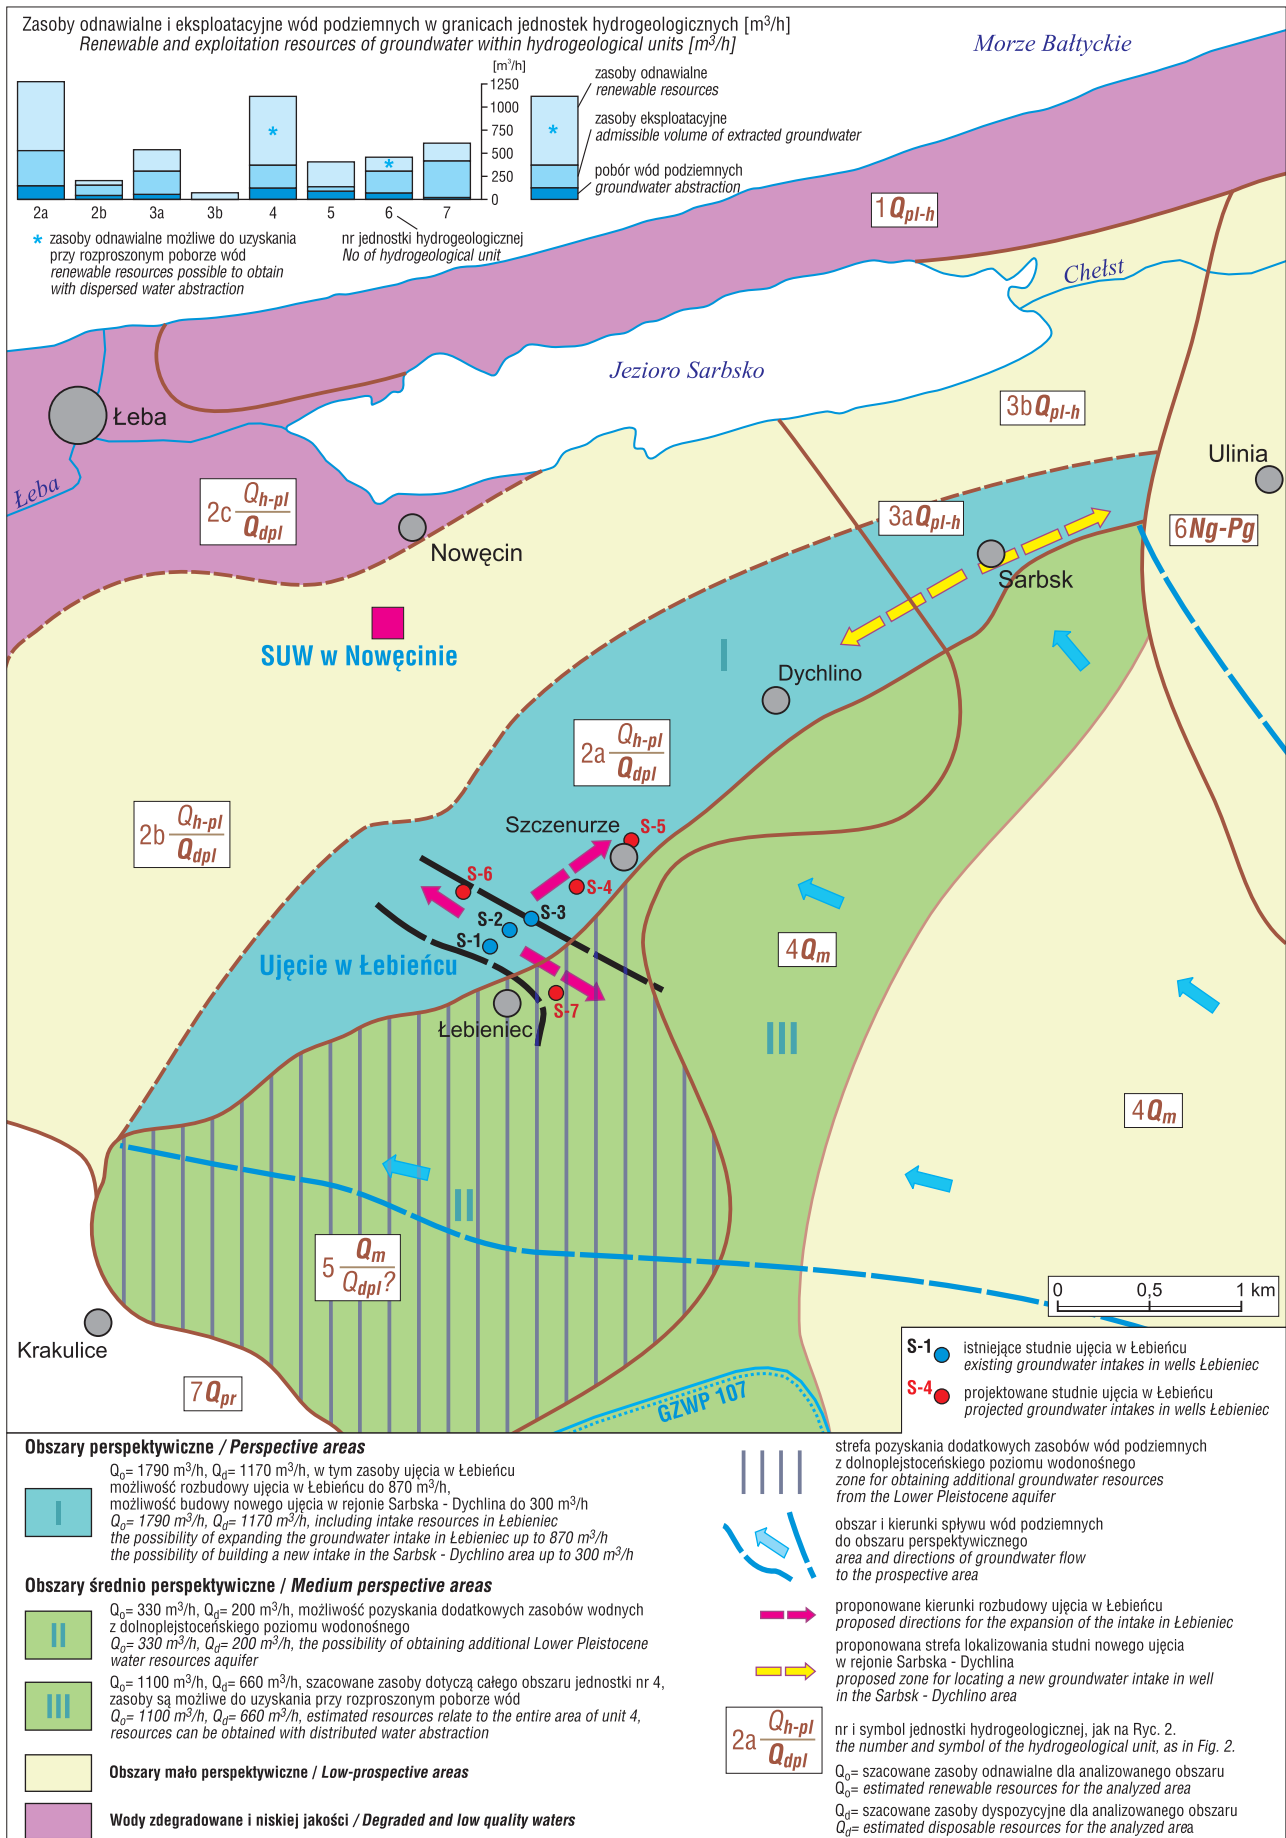 Zasoby odnawialne i eksploatacyjne wód podziemnych w granicach jednostek hydrogeologicznych [m³/h]
Renewable and exploitation resources of groundwater within hydrogeological units [m³/h]
Morze Bałtyckie
[m³/h]
1250
1000
750
500
250
0
2a 2b 3a 3b 4 5 6 7
*
*
*
zasoby odnawialne
renewable resources
zasoby eksploatacyjne
admissible volume of extracted groundwater
pobór wód podziemnych
groundwater abstraction
* zasoby odnawialne możliwe do uzyskania
przy rozproszonym poborze wód
renewable resources possible to obtain
with dispersed water abstraction
nr jednostki hydrogeologicznej
No of hydrogeological unit
1Qpl-h
Chełst
Jezioro Sarbsko
3bQpl-h
Łeba
Łeba
Ulinia
2c Qh-pl
Qdpl
3aQpl-h
6Ng-Pg
Nowęcin
Sarbsk
SUW w Nowęcinie
I
Dychlino
2a Qh-pl
Qdpl
2b Qh-pl
Qdpl
Szczenurze
S-5
S-6
S-4
S-3
S-2
S-1
4Qm
Ujęcie w Łebieńcu
S-7
Łebieniec
III
4Qm
II
5 Qm
Qdpl?
0 0,5 1 km
Krakulice
7Qpr
GZWP 107
S-1 istniejące studnie ujęcia w Łebieńcu
existing groundwater intakes in wells Łebieniec
S-4 projektowane studnie ujęcia w Łebieńcu
projected groundwater intakes in wells Łebieniec
Obszary perspektywiczne / Perspective areas
I
Qo= 1790 m³/h, Qd= 1170 m³/h, w tym zasoby ujęcia w Łebieńcu
możliwość rozbudowy ujęcia w Łebieńcu do 870 m³/h,
możliwość budowy nowego ujęcia w rejonie Sarbska - Dychlina do 300 m³/h
Qo= 1790 m³/h, Qd= 1170 m³/h, including intake resources in Łebieniec
the possibility of expanding the groundwater intake in Łebieniec up to 870 m³/h
the possibility of building a new intake in the Sarbsk - Dychlino area up to 300 m³/h
Obszary średnio perspektywiczne / Medium perspective areas
II
Qo= 330 m³/h, Qd= 200 m³/h, możliwość pozyskania dodatkowych zasobów wodnych
z dolnoplejstoceńskiego poziomu wodonośnego
Qo= 330 m³/h, Qd= 200 m³/h, the possibility of obtaining additional Lower Pleistocene
water resources aquifer
III
Qo= 1100 m³/h, Qd= 660 m³/h, szacowane zasoby dotyczą całego obszaru jednostki nr 4,
zasoby są możliwe do uzyskania przy rozproszonym poborze wód
Qo= 1100 m³/h, Qd= 660 m³/h, estimated resources relate to the entire area of unit 4,
resources can be obtained with distributed water abstraction
Obszary mało perspektywiczne / Low-prospective areas
Wody zdegradowane i niskiej jakości / Degraded and low quality waters
strefa pozyskania dodatkowych zasobów wód podziemnych
z dolnoplejstoceńskiego poziomu wodonośnego
zone for obtaining additional groundwater resources
from the Lower Pleistocene aquifer
obszar i kierunki spływu wód podziemnych
do obszaru perspektywicznego
area and directions of groundwater flow
to the prospective area
proponowane kierunki rozbudowy ujęcia w Łebieńcu
proposed directions for the expansion of the intake in Łebieniec
proponowana strefa lokalizowania studni nowego ujęcia
w rejonie Sarbska - Dychlina
proposed zone for locating a new groundwater intake in well
in the Sarbsk - Dychlino area
2a Qh-pl
Qdpl
nr i symbol jednostki hydrogeologicznej, jak na Ryc. 2.
the number and symbol of the hydrogeological unit, as in Fig. 2.
Qo= szacowane zasoby odnawialne dla analizowanego obszaru
Qo= estimated renewable resources for the analyzed area
Qd= szacowane zasoby dyspozycyjne dla analizowanego obszaru
Qd= estimated disposable resources for the analyzed area